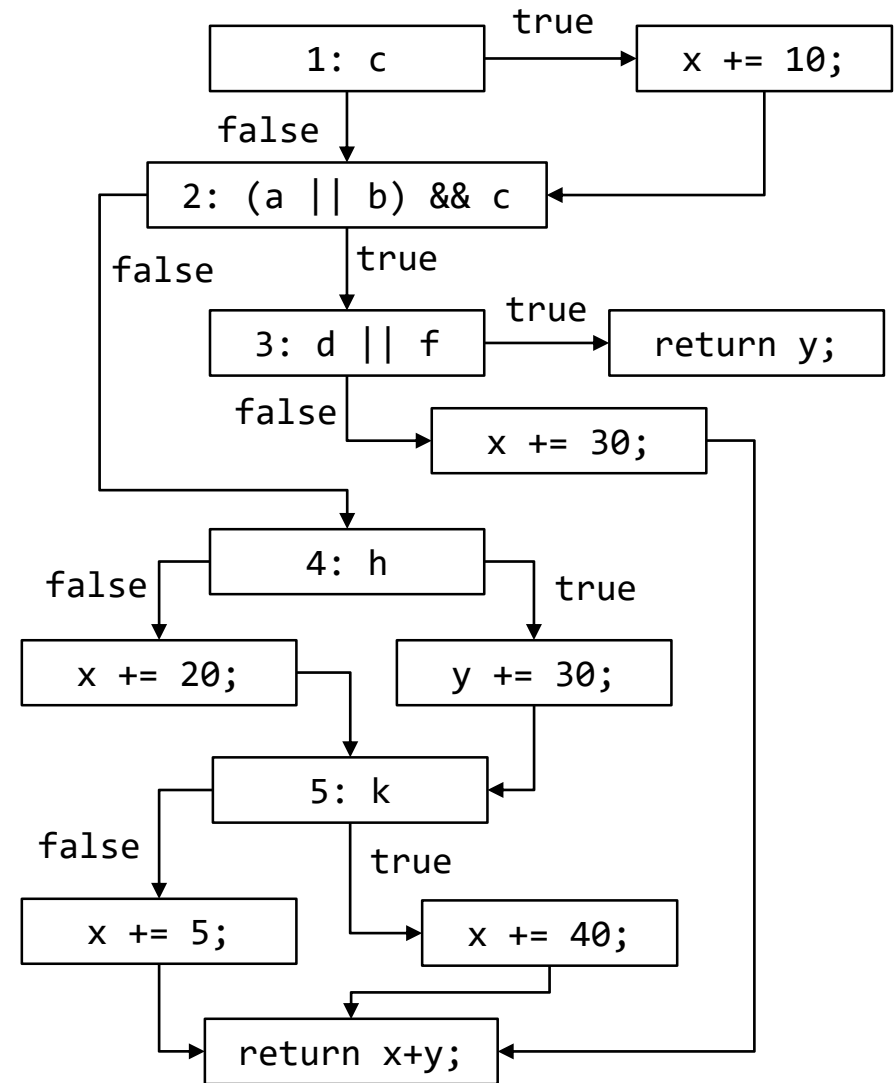 true
1: c
x += 10;
false
2: (a || b) && c
false
true
3: d || f
true
return y;
false
x += 30;
4: h
false
true
x += 20;
y += 30;
5: k
false
true
x += 5;
x += 40;
return x+y;